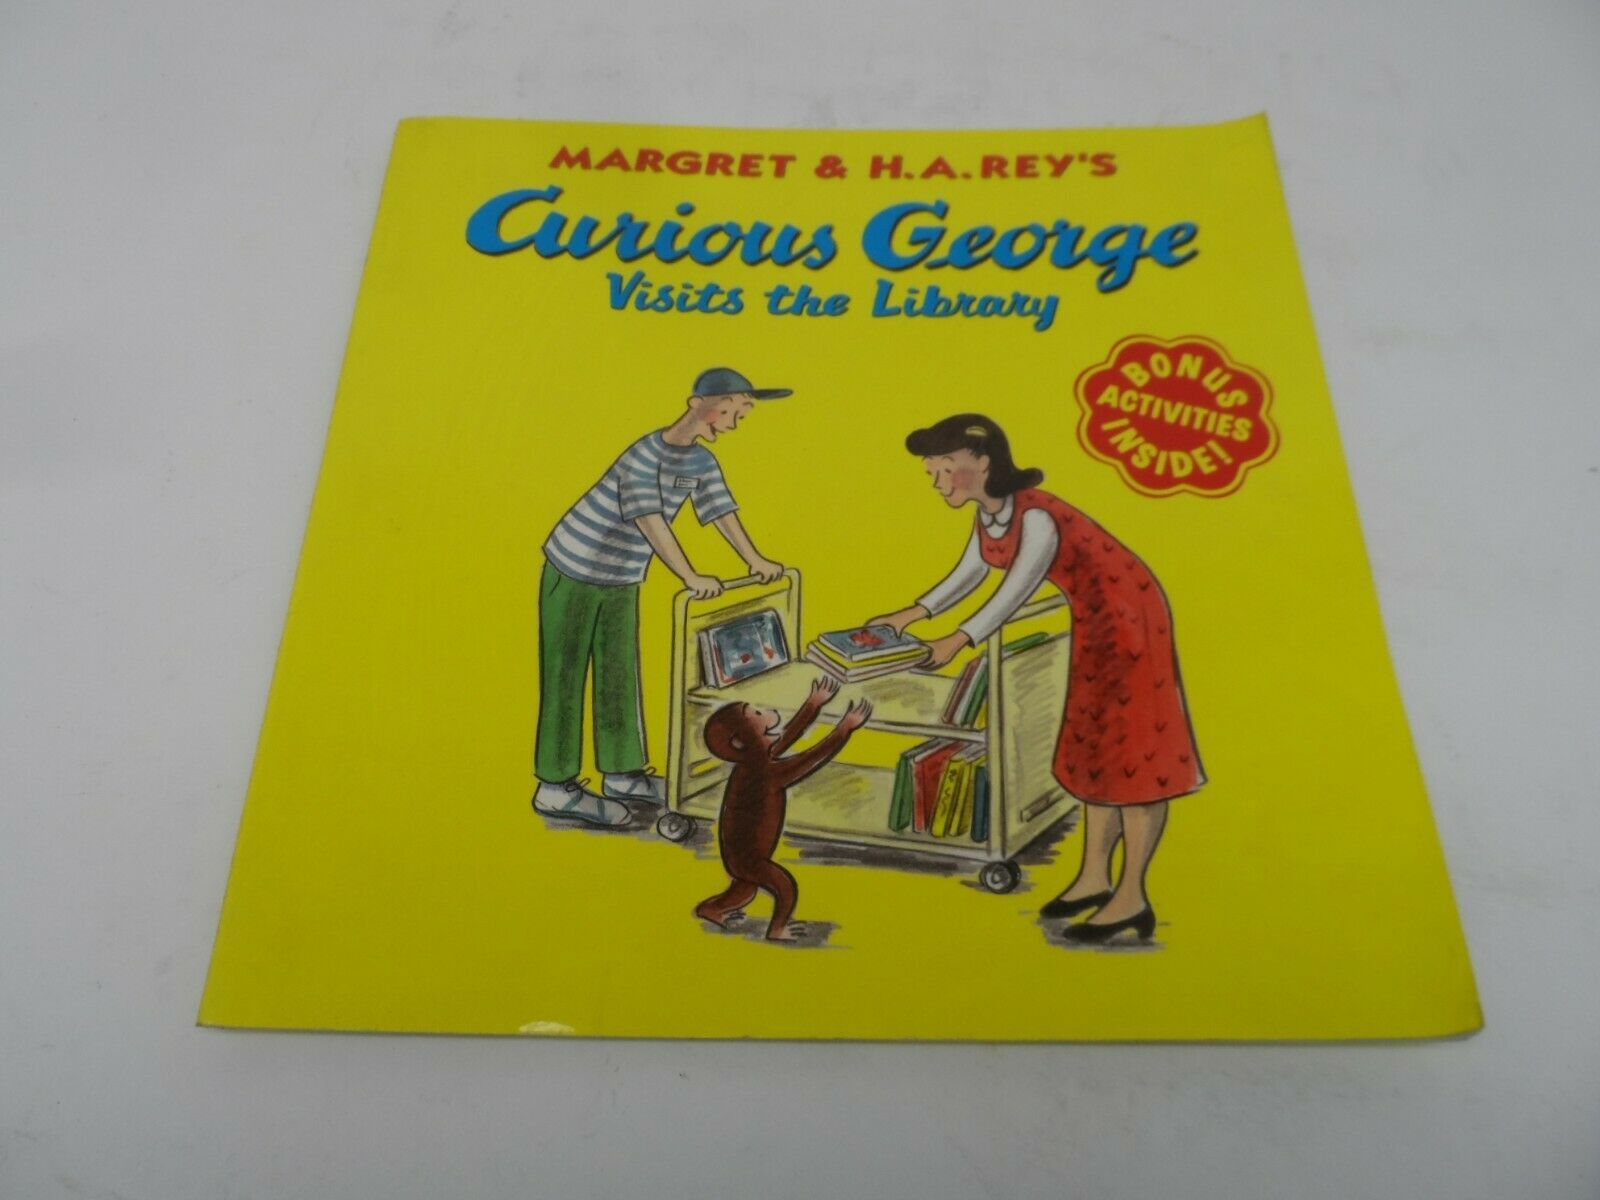 MARGRET & H.A.REY'S
Curious George
Visits the Library
BONUS
ACTIVITIES
INSIDE!